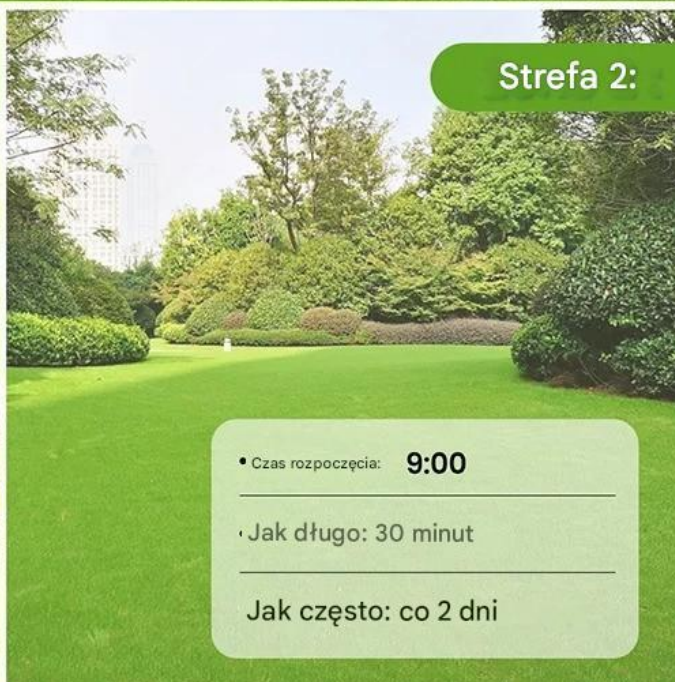 Strefa 2:
• Czas rozpoczęcia: 9:00
• Jak długo: 30 minut
Jak często: co 2 dni